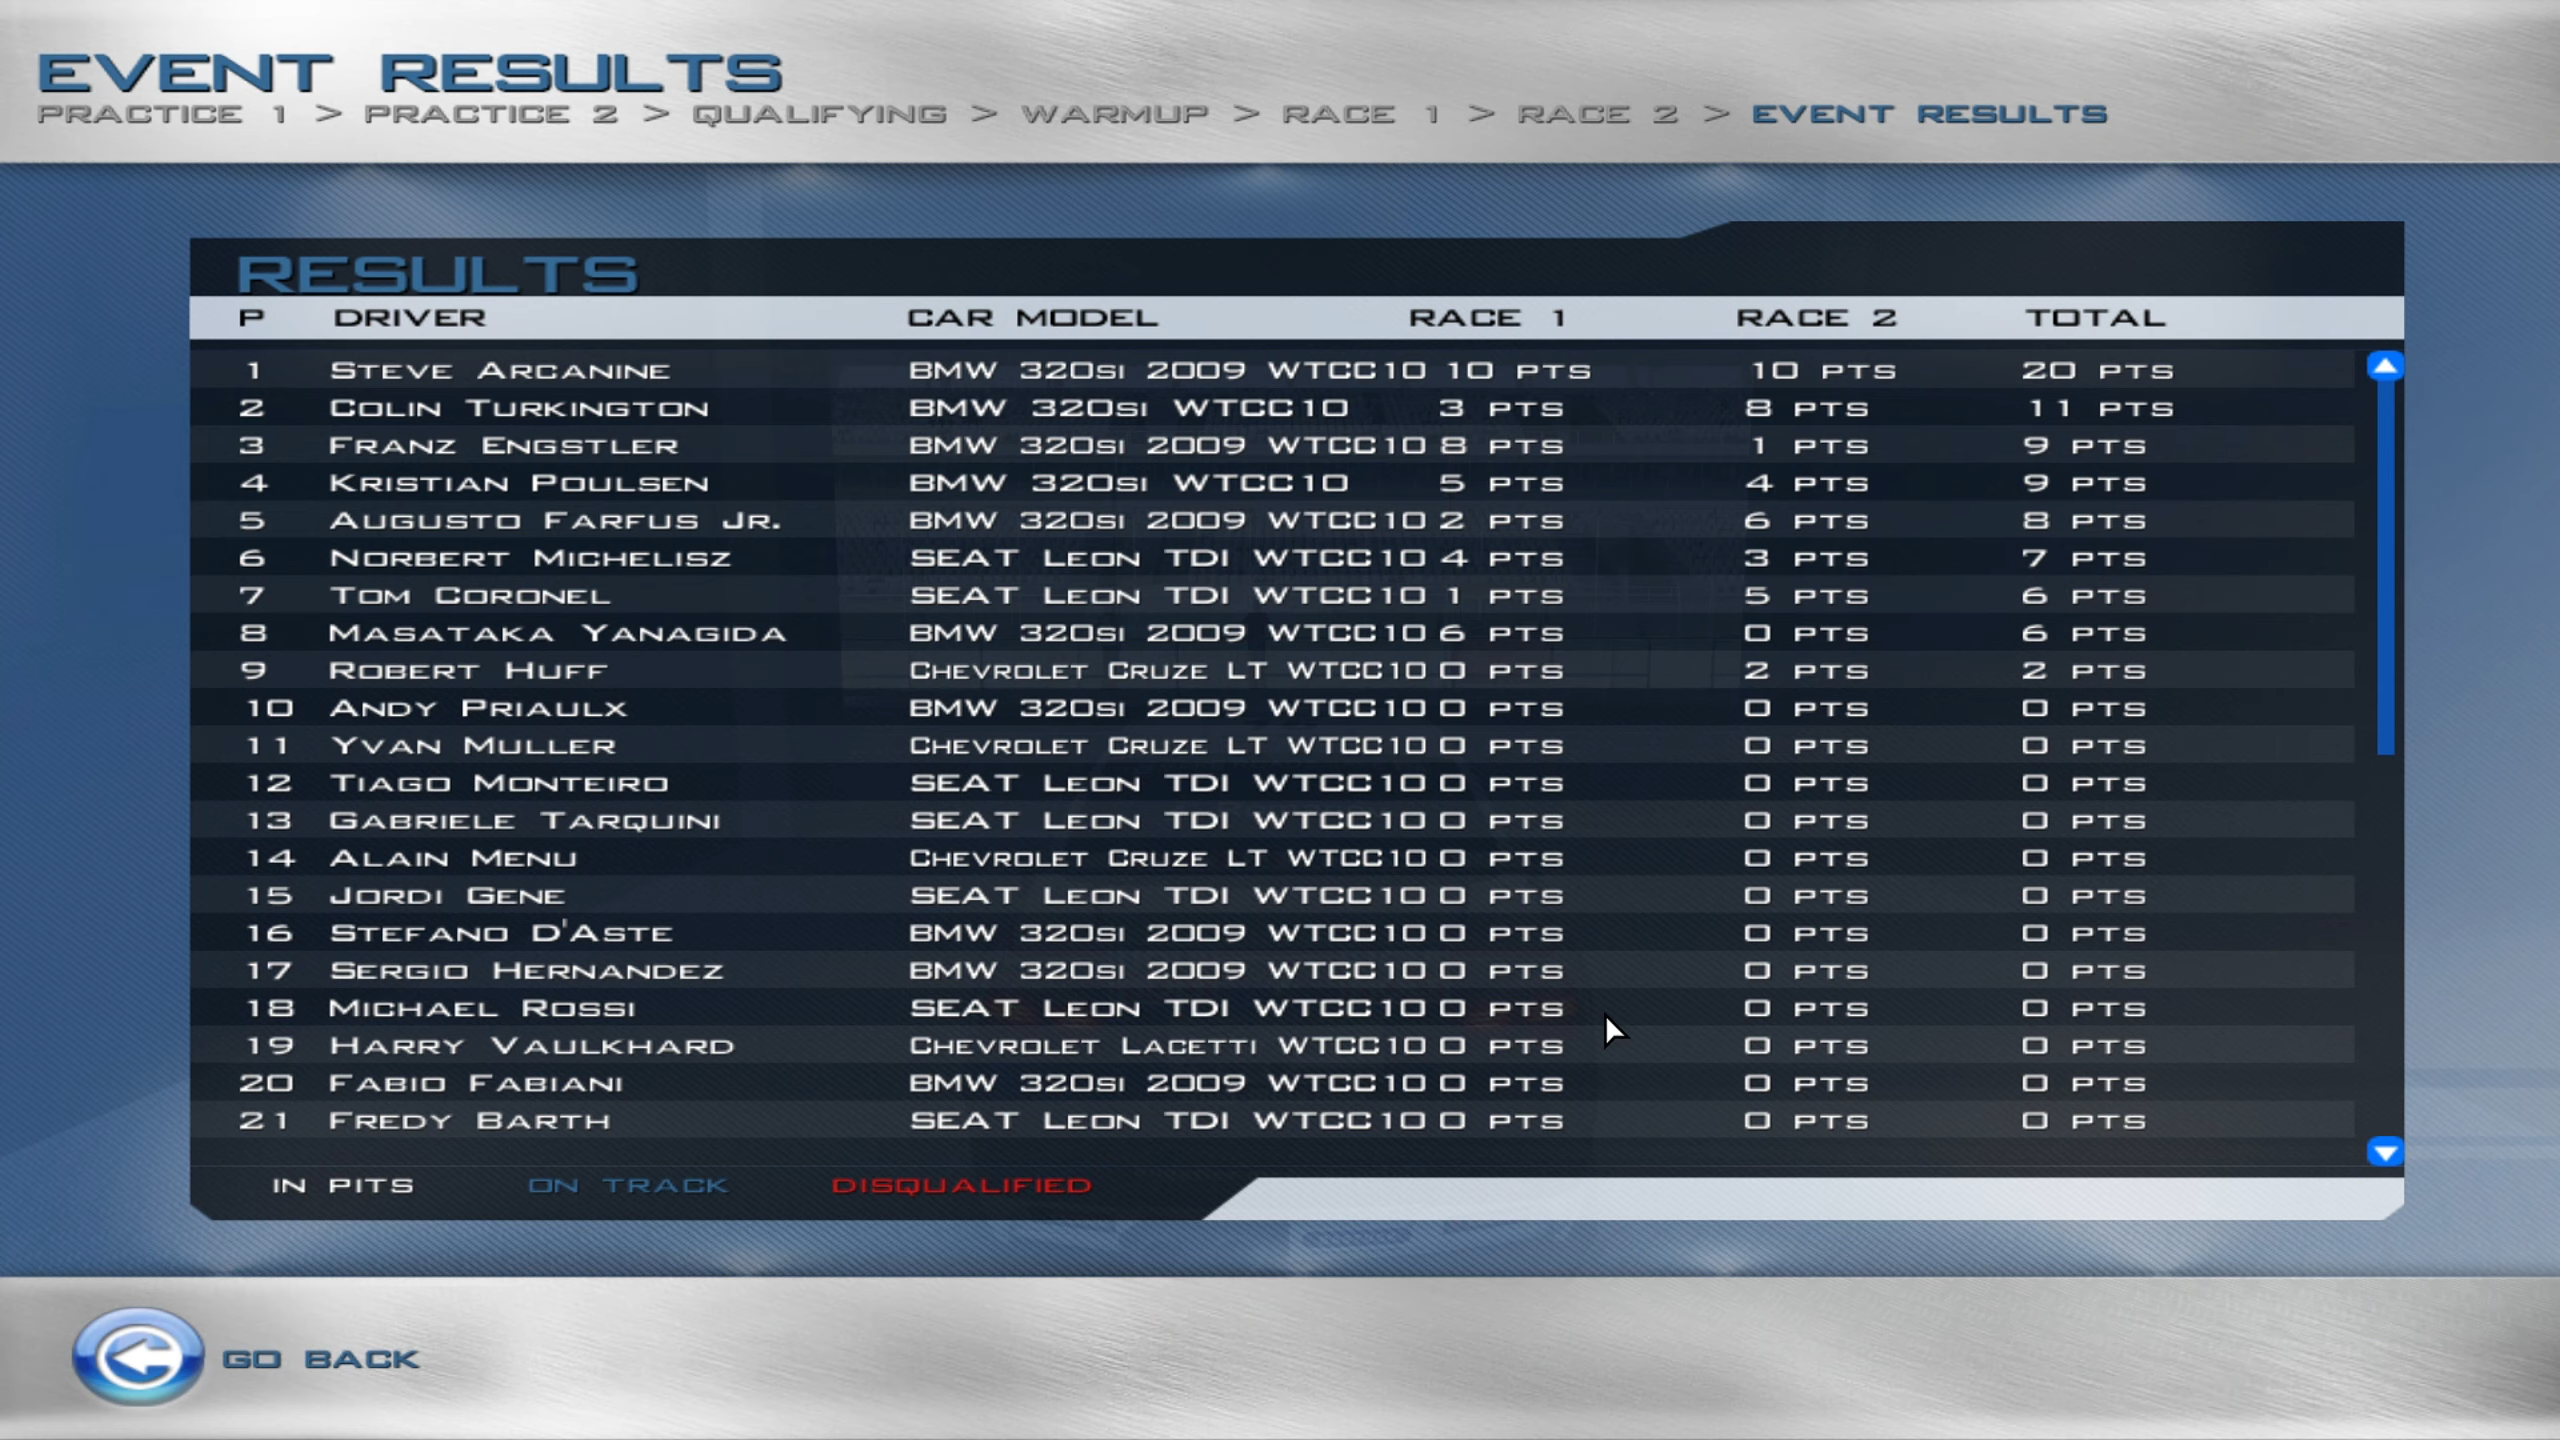 EVENT RESULTS
PRACTICE 1 > PRACTICE 2 > QUALIFYING > WARMUP > RACE 1 > RACE 2 > EVENT RESULTS
RESULTS
P DRIVER CAR MODEL RACE 1 RACE 2 TOTAL
1 STEVE ARCANINE BMW 320SI 2009 WTCC10 10 PTS 10 PTS 20 PTS
2 COLIN TURKINGTON BMW 320SI WTCC10 3 PTS 8 PTS 11 PTS
3 FRANZ ENGSTLER BMW 320SI 2009 WTCC10 8 PTS 1 PTS 9 PTS
4 KRISTIAN POULSEN BMW 320SI WTCC10 5 PTS 4 PTS 9 PTS
5 AUGUSTO FARFUS JR. BMW 320SI 2009 WTCC10 2 PTS 6 PTS 8 PTS
6 NORBERT MICHELISZ SEAT LEON TDI WTCC10 4 PTS 3 PTS 7 PTS
7 TOM CORONEL SEAT LEON TDI WTCC10 1 PTS 5 PTS 6 PTS
8 MASATAKA YANAGIDA BMW 320SI 2009 WTCC10 6 PTS 0 PTS 6 PTS
9 ROBERT HUFF CHEVROLET CRUZE LT WTCC10 0 PTS 2 PTS 2 PTS
10 ANDY PRIAULX BMW 320SI 2009 WTCC10 0 PTS 0 PTS 0 PTS
11 YVAN MULLER CHEVROLET CRUZE LT WTCC10 0 PTS 0 PTS 0 PTS
12 TIAGO MONTEIRO SEAT LEON TDI WTCC10 0 PTS 0 PTS 0 PTS
13 GABRIELE TARQUINI SEAT LEON TDI WTCC10 0 PTS 0 PTS 0 PTS
14 ALAIN MENU CHEVROLET CRUZE LT WTCC10 0 PTS 0 PTS 0 PTS
15 JORDI GENE SEAT LEON TDI WTCC10 0 PTS 0 PTS 0 PTS
16 STEFANO D'ASTE BMW 320SI 2009 WTCC10 0 PTS 0 PTS 0 PTS
17 SERGIO HERNANDEZ BMW 320SI 2009 WTCC10 0 PTS 0 PTS 0 PTS
18 MICHAEL ROSSI SEAT LEON TDI WTCC10 0 PTS 0 PTS 0 PTS
19 HARRY VAULKHARD CHEVROLET LACETTI WTCC10 0 PTS 0 PTS 0 PTS
20 FABIO FABIANI BMW 320SI 2009 WTCC10 0 PTS 0 PTS 0 PTS
21 FREDY BARTH SEAT LEON TDI WTCC10 0 PTS 0 PTS 0 PTS
IN PITS ON TRACK DISQUALIFIED
GO BACK